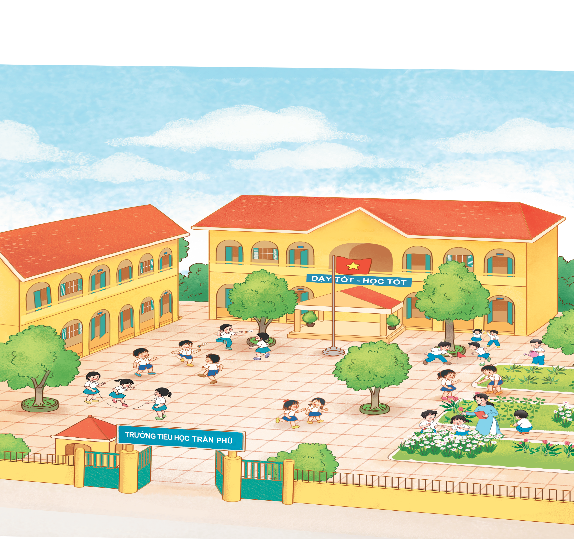 DẠY TỐT - HỌC TỐT
TRƯỜNG TIỂU HỌC TRẦN PHÚ